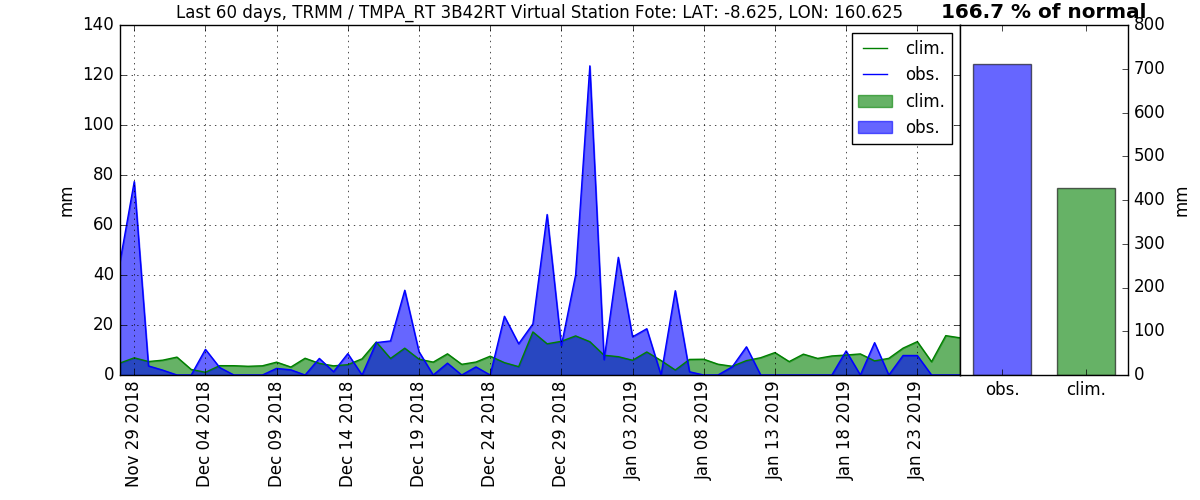 Last 60 days, TRMM / TMPA_RT 3B42RT Virtual Station Fote: LAT: -8.625, LON: 160.625
166.7 % of normal
mm
140
120
100
80
60
40
20
0
clim.
obs.
clim.
obs.
Nov 29 2018
Dec 04 2018
Dec 09 2018
Dec 14 2018
Dec 19 2018
Dec 24 2018
Dec 29 2018
Jan 03 2019
Jan 08 2019
Jan 13 2019
Jan 18 2019
Jan 23 2019
800
700
600
500
400
300
200
100
0
mm
obs.
clim.